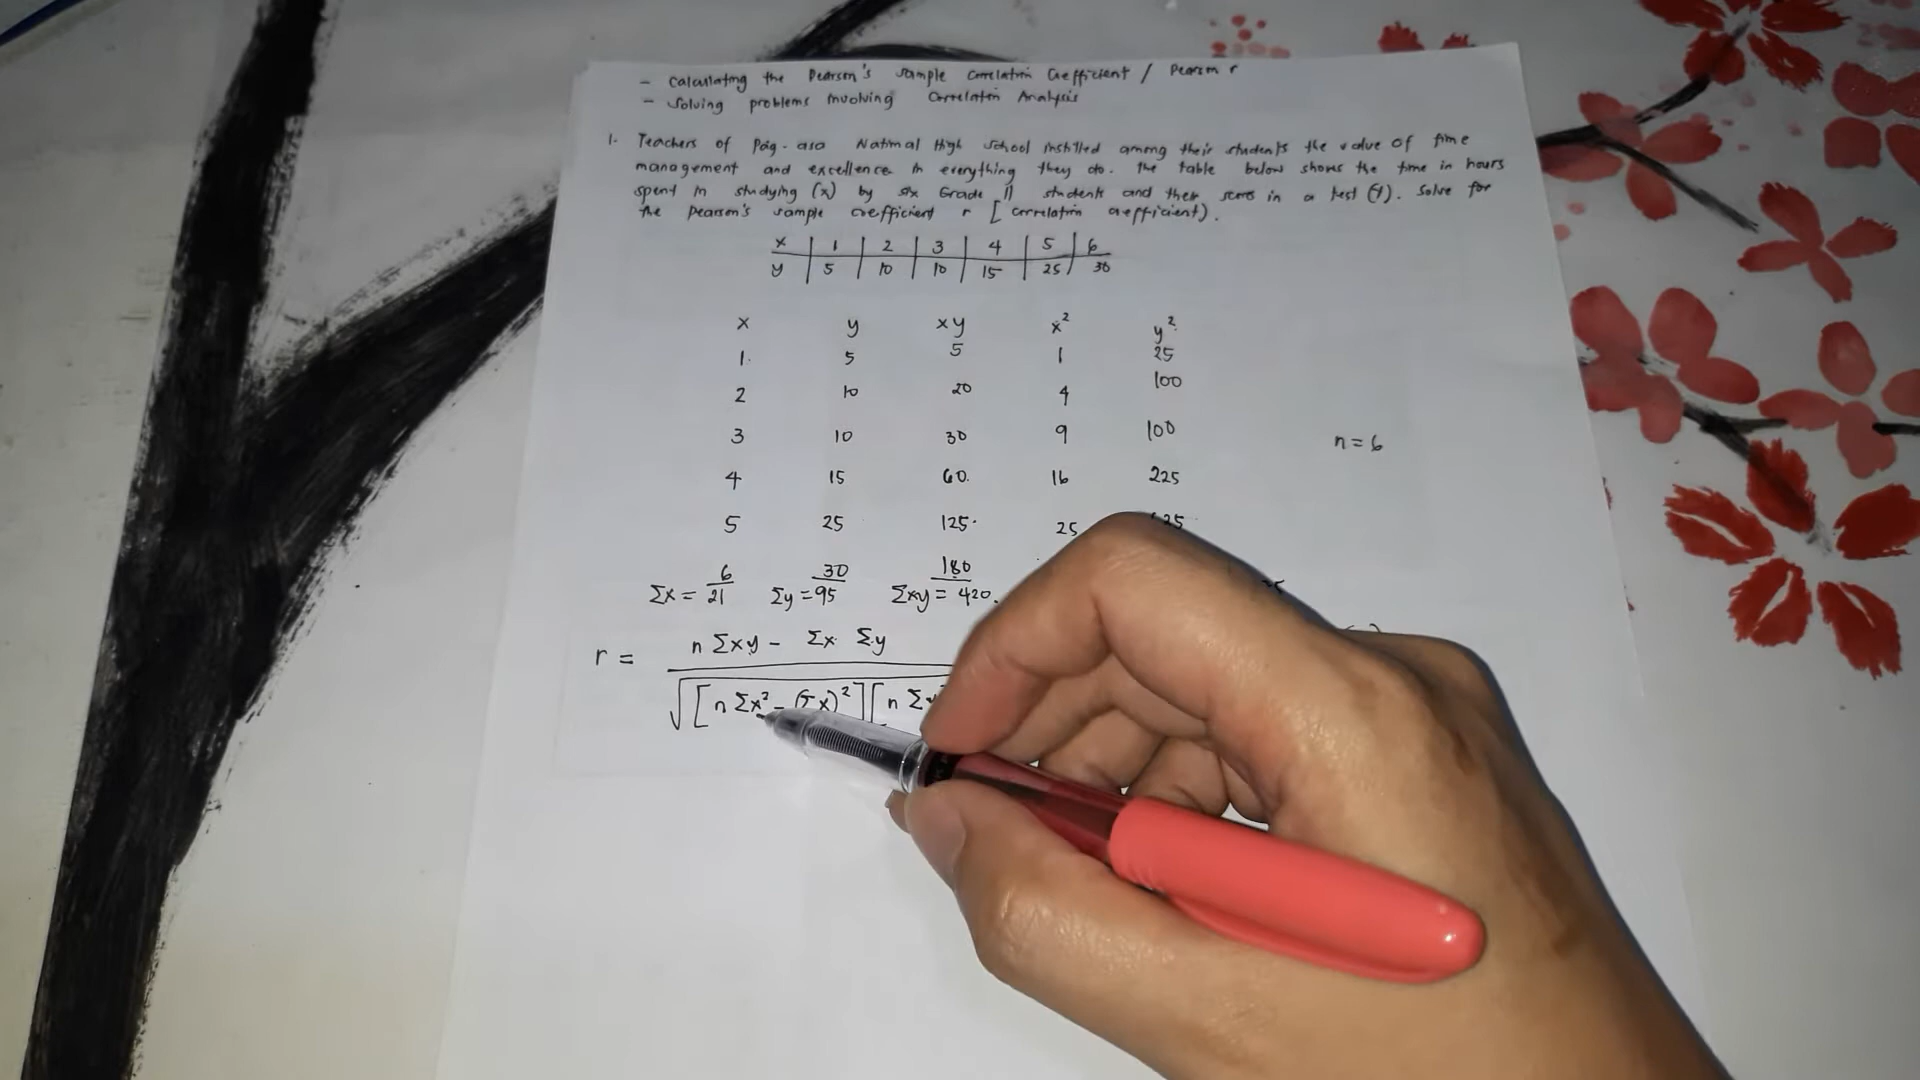 - Calculating the Pearson's Sample Correlation Coefficient / Pearson r
- Solving problems Involving Correlation Analysis
1. Teachers of Pag-asa National High School instilled among their students the value of time
management and excellence in everything they do. The table below shows the time in hours
spent in studying (x) by six Grade 11 students and their scores in a test (Y). Solve for
the Pearson's sample coefficient r [correlation coefficient).
x 1 2 3 4 5 6
y 5 10 10 15 25 30
x y xy x² y²
1. 5 5 1 25
2 10 20 4 100
3 10 30 9 100
n = 6
4 15 60. 16 225
5 25 125. 25
6 30 180
Σx = 21 Σy = 95 Σxy = 420.
r = n Σxy - Σx Σy
√[n Σx² - (Σx)²][n Σ